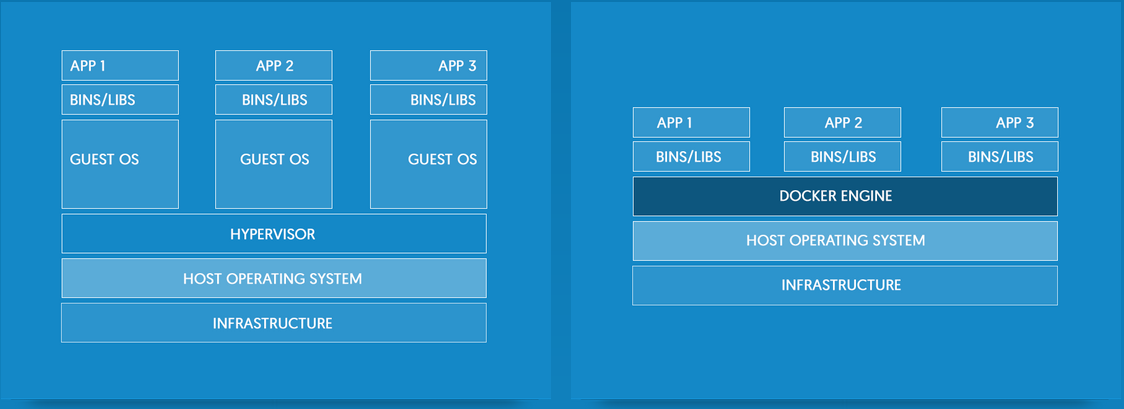 APP 1
APP 2
APP 3
BINS/LIBS
BINS/LIBS
BINS/LIBS
GUEST OS
GUEST OS
GUEST OS
HYPERVISOR
HOST OPERATING SYSTEM
INFRASTRUCTURE
APP 1
APP 2
APP 3
BINS/LIBS
BINS/LIBS
BINS/LIBS
DOCKER ENGINE
HOST OPERATING SYSTEM
INFRASTRUCTURE